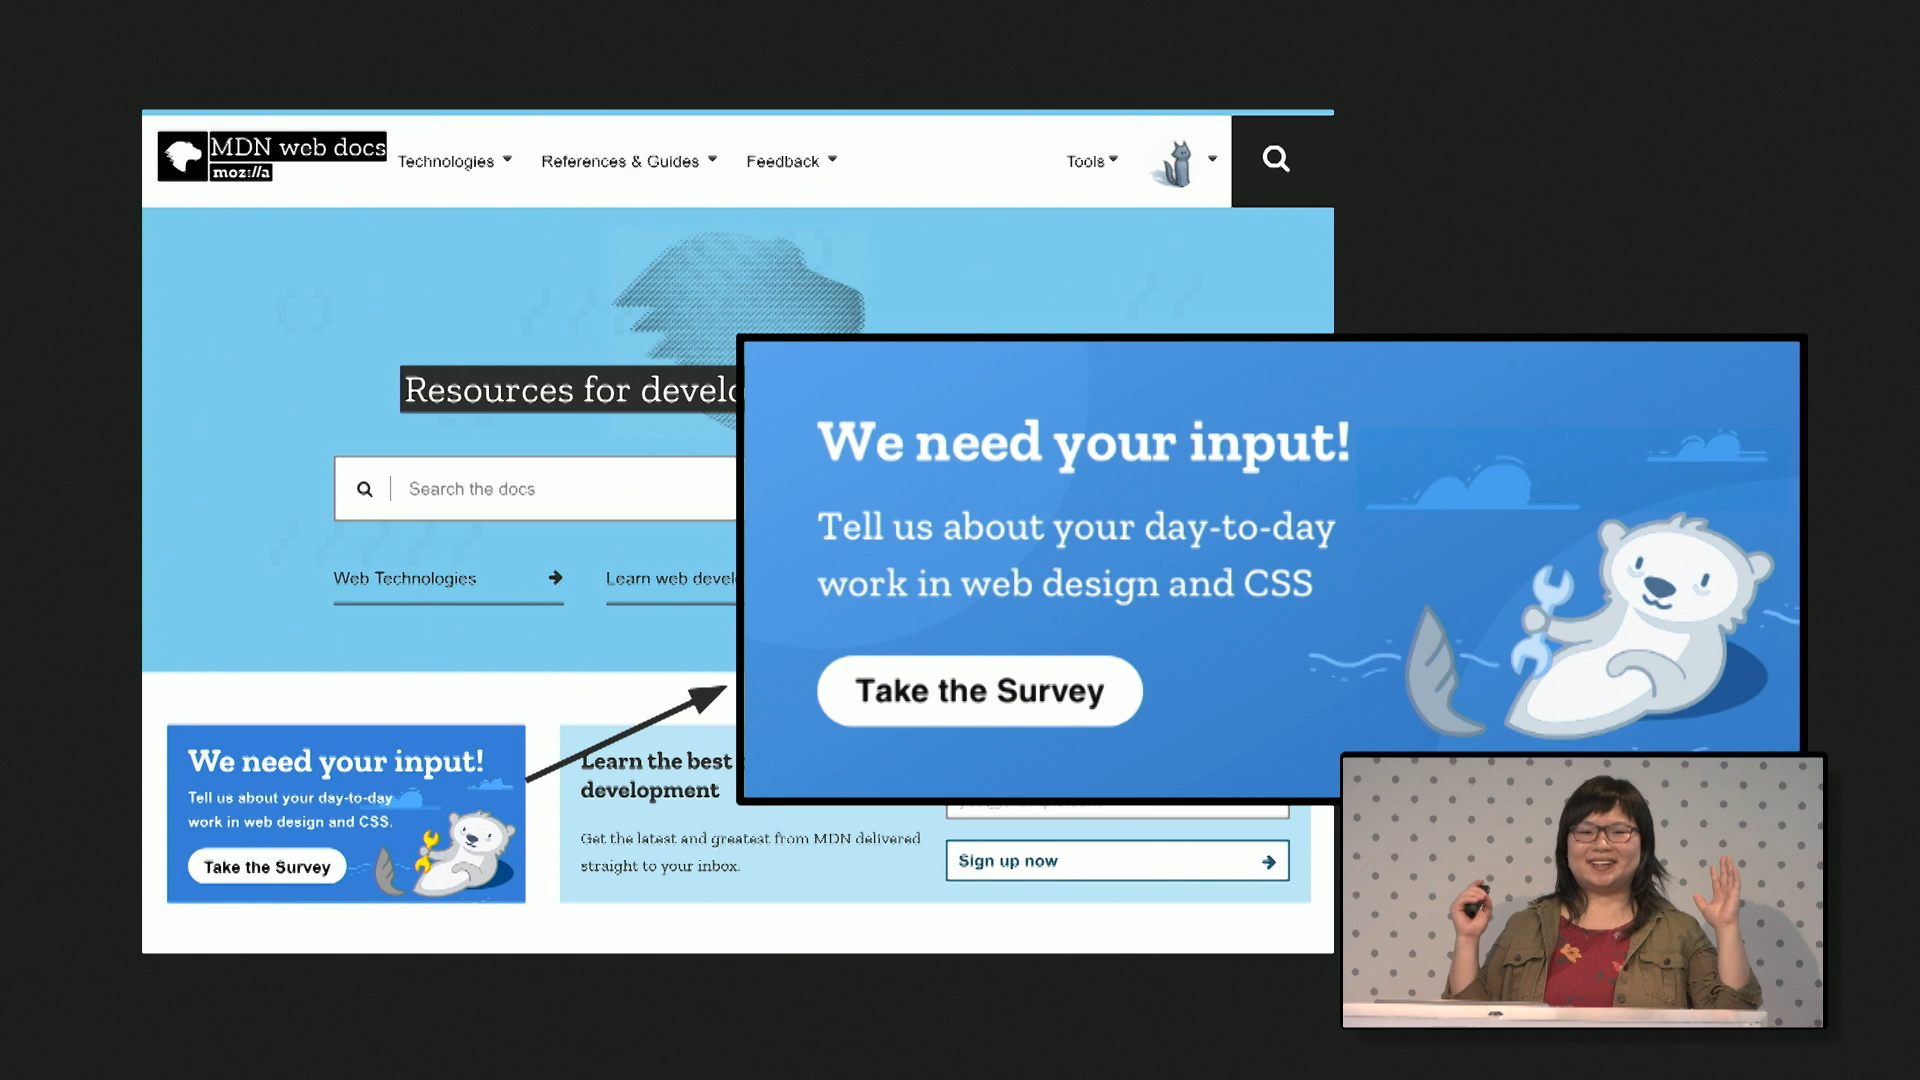 MDN web docs
moz://a
Technologies
References & Guides
Feedback
Tools
Resources for develo
Search the docs
Web Technologies
Learn web devel
We need your input!
Tell us about your day-to-day
work in web design and CSS
Take the Survey
We need your input!
Tell us about your day-to-day
work in web design and CSS.
Take the Survey
Learn the best
development
Get the latest and greatest from MDN delivered
straight to your inbox.
Sign up now